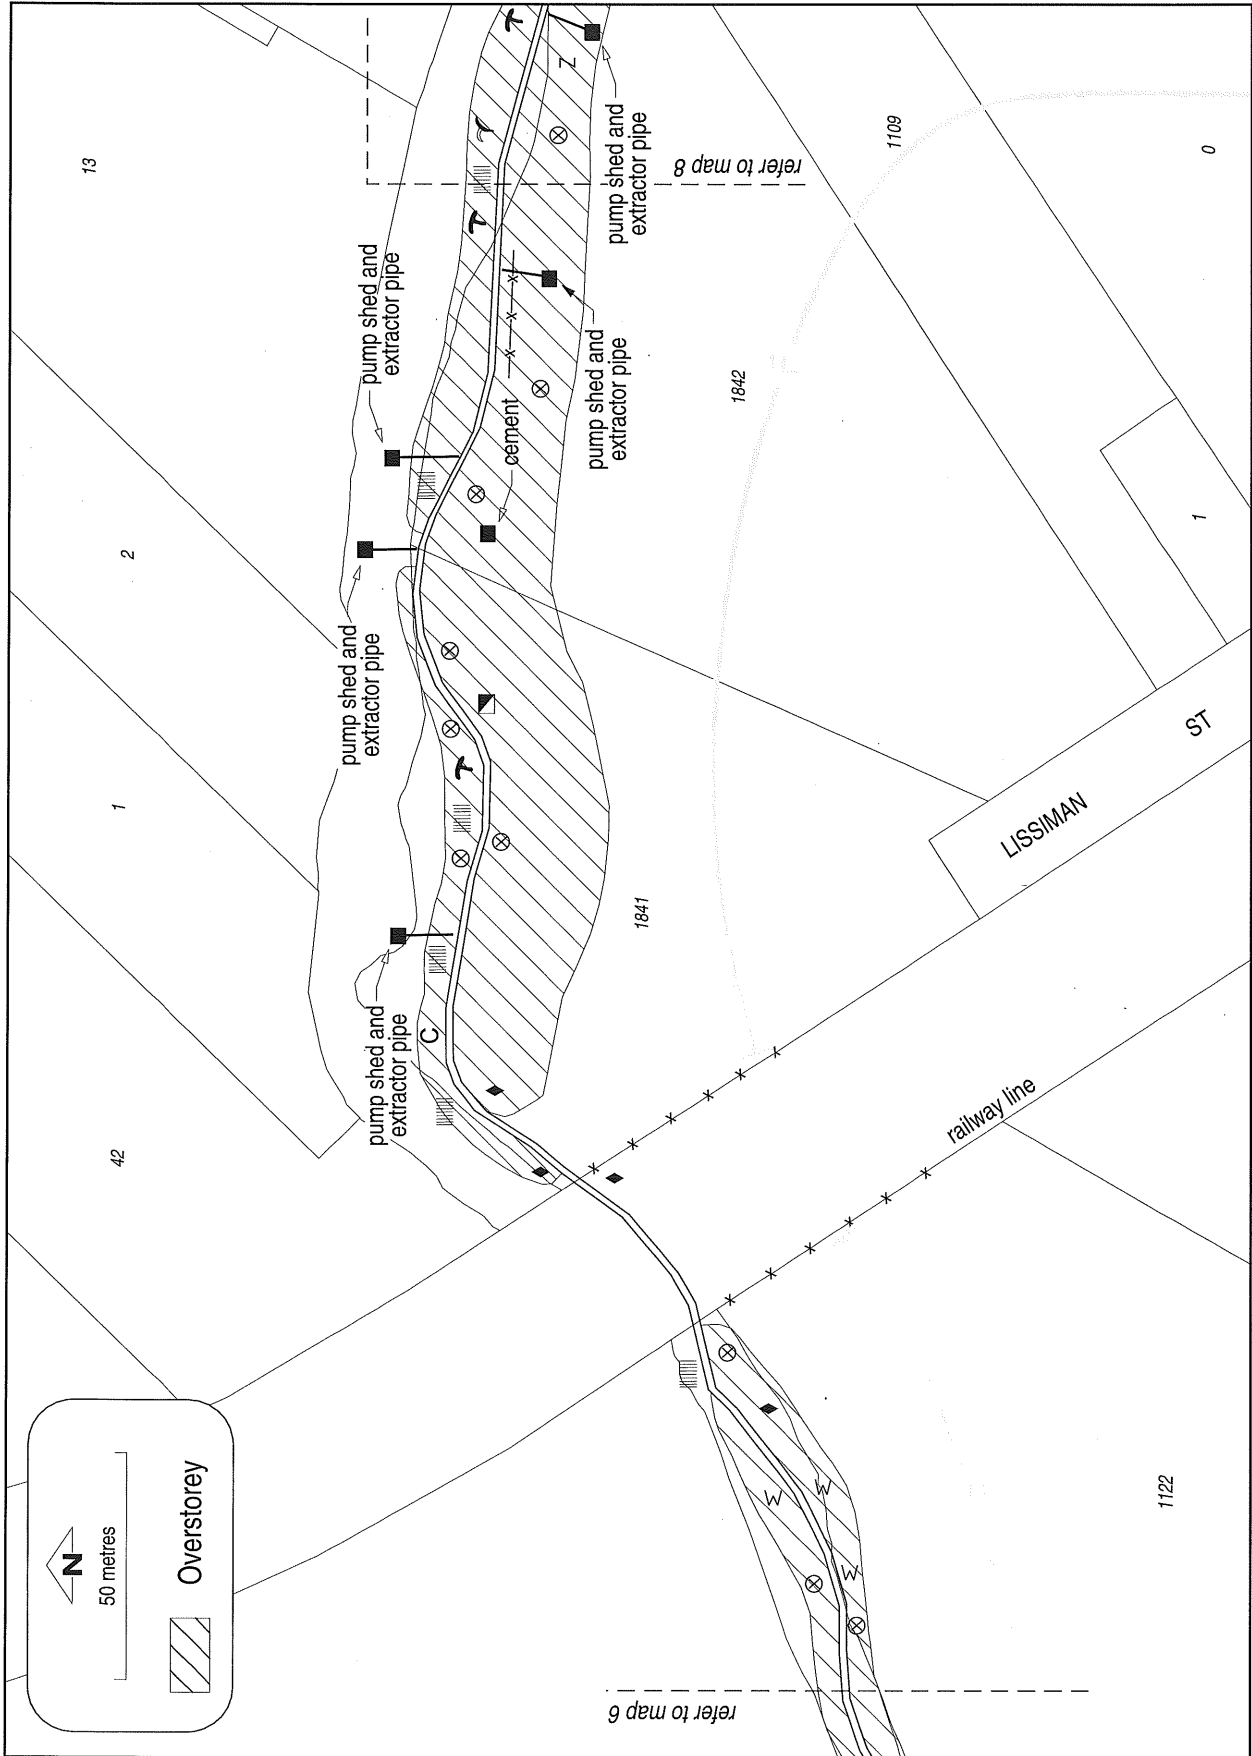 N
50 metres
Overstorey
refer to map 6
42
1
2
13
pump shed and
extractor pipe
pump shed and
extractor pipe
pump shed and
extractor pipe
C
cement
pump shed and
extractor pipe
pump shed and
extractor pipe
refer to map 8
Z
W
W
W
1122
railway line
1841
LISSIMAN
ST
1842
1109
1
0